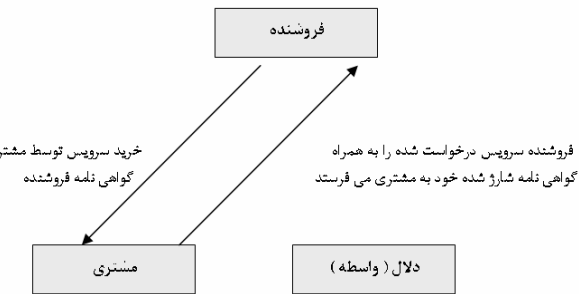 فروشنده
فروشنده سرویس درخواست شده را به همراه
گواهی نامه شارژ شده خود به مشتری می فرستد
خرید سرویس توسط مشتر
گواهی نامه فروشنده
دلال ( واسطه )
مشتری